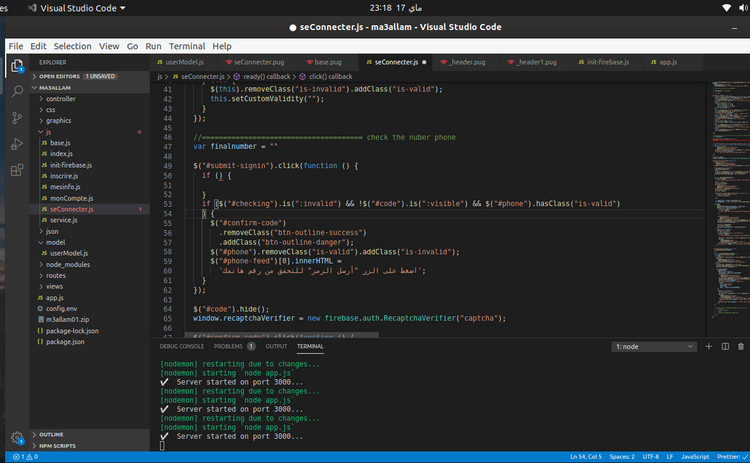 es
Visual Studio Code
23:18 17 ماي
seConnecter.js - ma3allam - Visual Studio Code
File Edit Selection View Go Run Terminal Help
EXPLORER
OPEN EDITORS 1 UNSAVED
MA3ALLAM
controller
css
graphics
js
base.js
index.js
init-firebase.js
inscrire.js
mesinfo.js
monCompte.js
seConnecter.js 1
service.js
json
model
userModel.js
node_modules
routes
views
app.js
config.env
m3allam01.zip
package-lock.json
package.json
OUTLINE
NPM SCRIPTS
userModel.js seConnecter.pug base.pug seConnecter.js _header.pug _header1.pug init-firebase.js app.js
js > seConnecter.js > ready() callback > click() callback
41 $(this).removeClass("is-invalid").addClass("is-valid");
42 this.setCustomValidity("");
43 }
44 });
45
46 //====================================== check the nuber phone
47 var finalnumber = ""
48
49 $("#submit-signin").click(function () {
50 if () {
51
52 }
53 if ($("#checking").is(":invalid") && !$("#code").is(":visible") && $("#phone").hasClass("is-valid")
54 ) {
55 $("#confirm-code")
56 .removeClass("btn-outline-success")
57 .addClass("btn-outline-danger");
58 $("#phone").removeClass("is-valid").addClass("is-invalid");
59 $("#phone-feed")[0].innerHTML =
60 'اضغط على الزر "أرسل الرمز" للتحقق من رقم هاتفك';
61 }
62 });
63
64 $("#code").hide();
65 window.recaptchaVerifier = new firebase.auth.RecaptchaVerifier("captcha");
66
67 $("#confirm-code").click(function () {
DEBUG CONSOLE PROBLEMS 1 OUTPUT TERMINAL
1: node
[nodemon] restarting due to changes...
[nodemon] starting `node app.js`
✔ Server started on port 3000...
[nodemon] restarting due to changes...
[nodemon] starting `node app.js`
✔ Server started on port 3000...
[nodemon] restarting due to changes...
[nodemon] starting `node app.js`
✔ Server started on port 3000...
1 0
Ln 54, Col 5 Spaces: 2 UTF-8 LF JavaScript Prettier: ✓